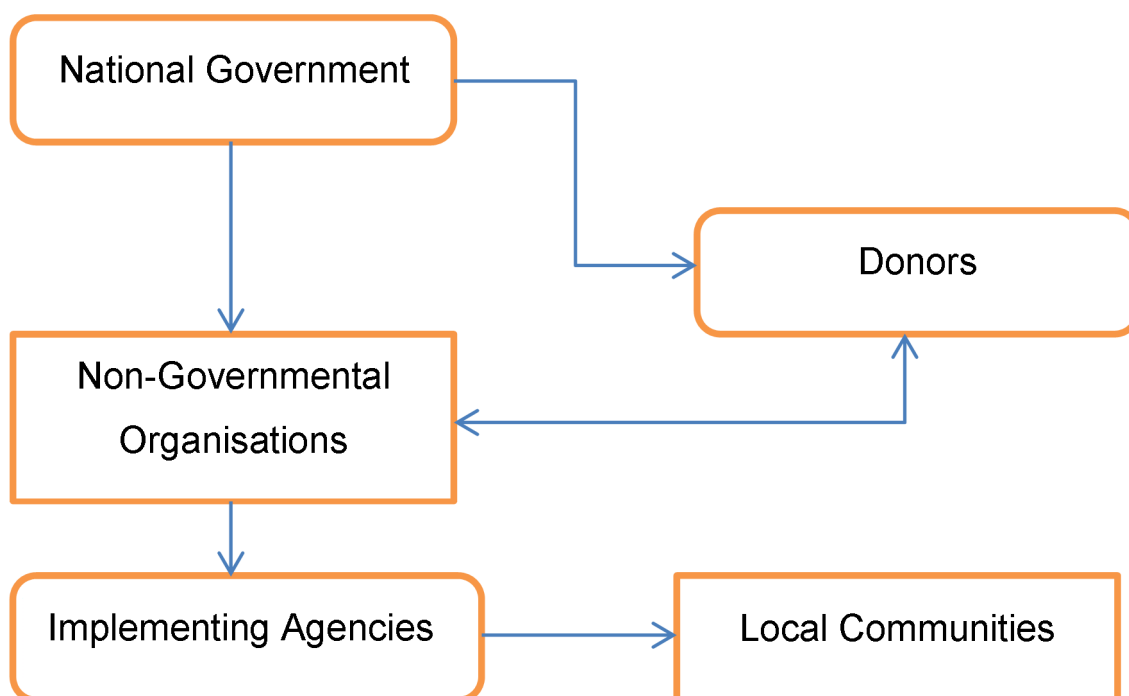 National Government
Donors
Non-Governmental
Organisations
Implementing Agencies
Local Communities